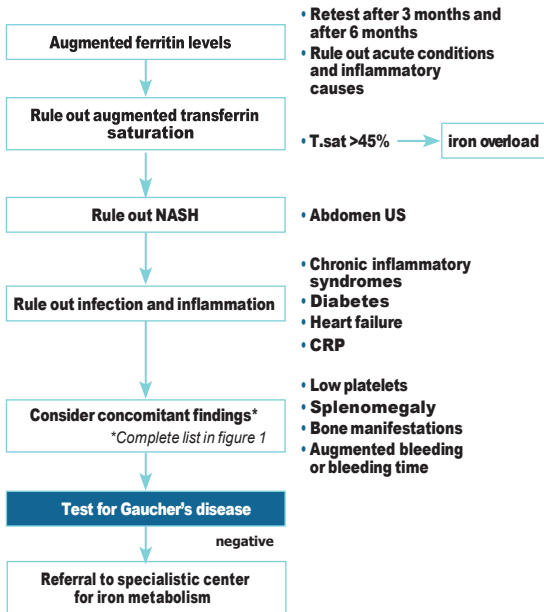 Augmented ferritin levels
• Retest after 3 months and
after 6 months
• Rule out acute conditions
and inflammatory
causes
Rule out augmented transferrin
saturation
• T.sat >45%
iron overload
Rule out NASH
• Abdomen US
Rule out infection and inflammation
• Chronic inflammatory
syndromes
• Diabetes
• Heart failure
• CRP
Consider concomitant findings*
*Complete list in figure 1
• Low platelets
• Splenomegaly
• Bone manifestations
• Augmented bleeding
or bleeding time
Test for Gaucher's disease
negative
Referral to specialistic center
for iron metabolism